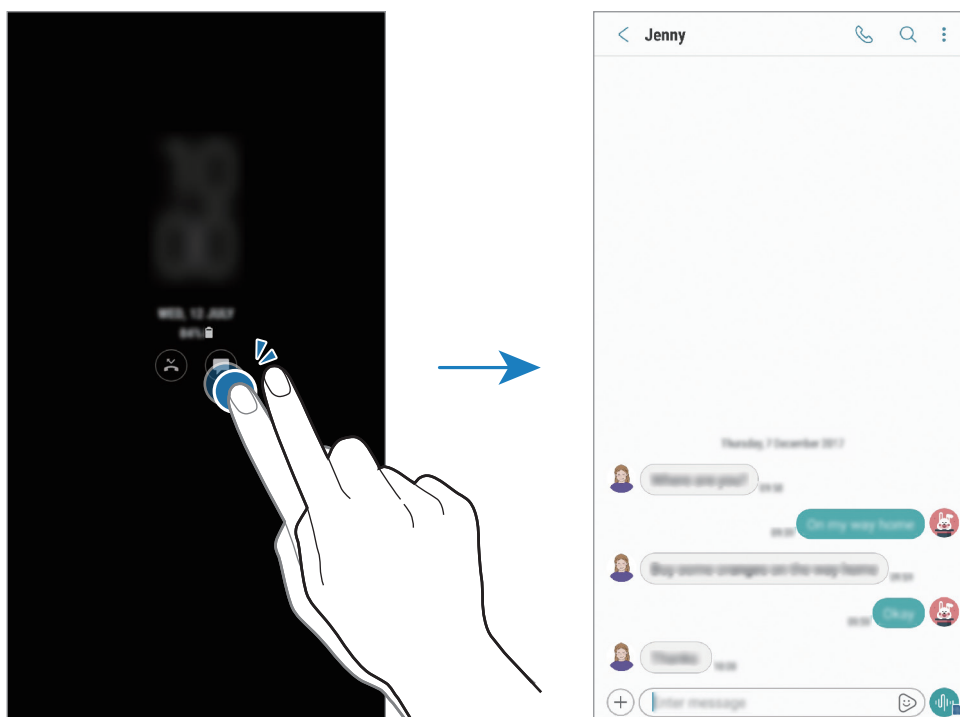 WED, 12 JULY
84%
Jenny
Thursday, 7 December 2017
Where are you?
On my way home
Buy some oranges on the way home
Okay
Thanks
Enter message